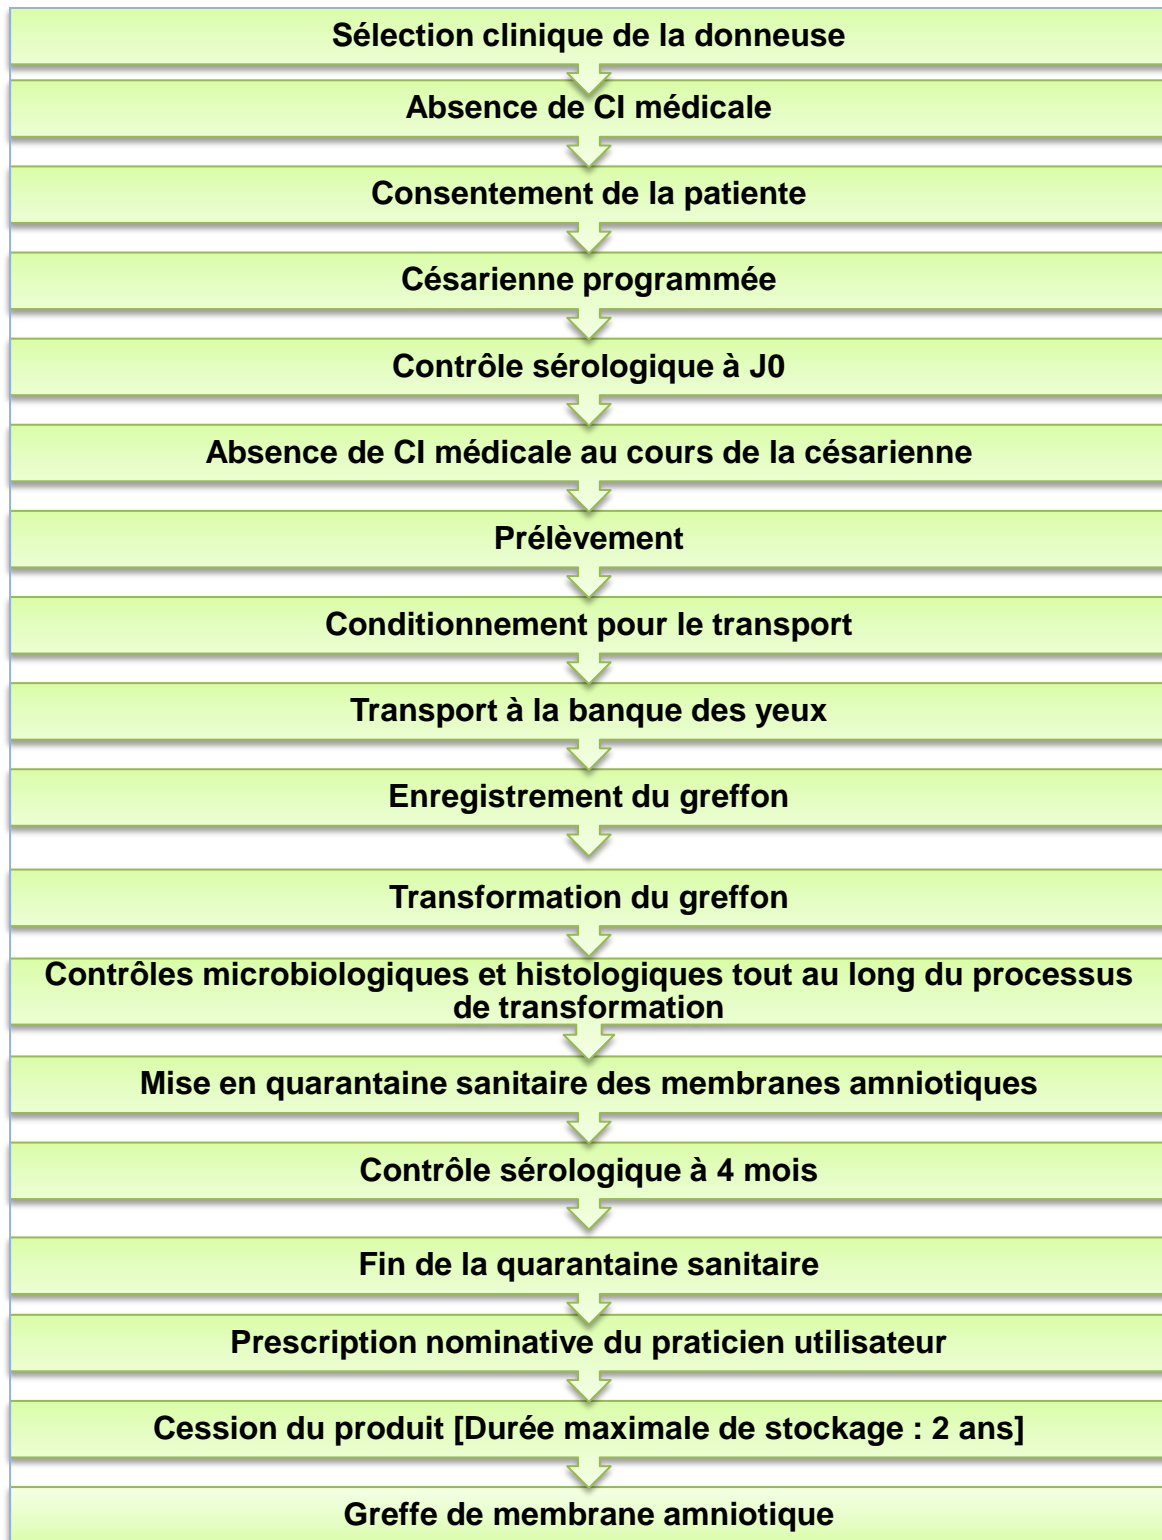 Sélection clinique de la donneuse
Absence de CI médicale
Consentement de la patiente
Césarienne programmée
Contrôle sérologique à J0
Absence de CI médicale au cours de la césarienne
Prélèvement
Conditionnement pour le transport
Transport à la banque des yeux
Enregistrement du greffon
Transformation du greffon
Contrôles microbiologiques et histologiques tout au long du processus
de transformation
Mise en quarantaine sanitaire des membranes amniotiques
Contrôle sérologique à 4 mois
Fin de la quarantaine sanitaire
Prescription nominative du praticien utilisateur
Cession du produit [Durée maximale de stockage : 2 ans]
Greffe de membrane amniotique